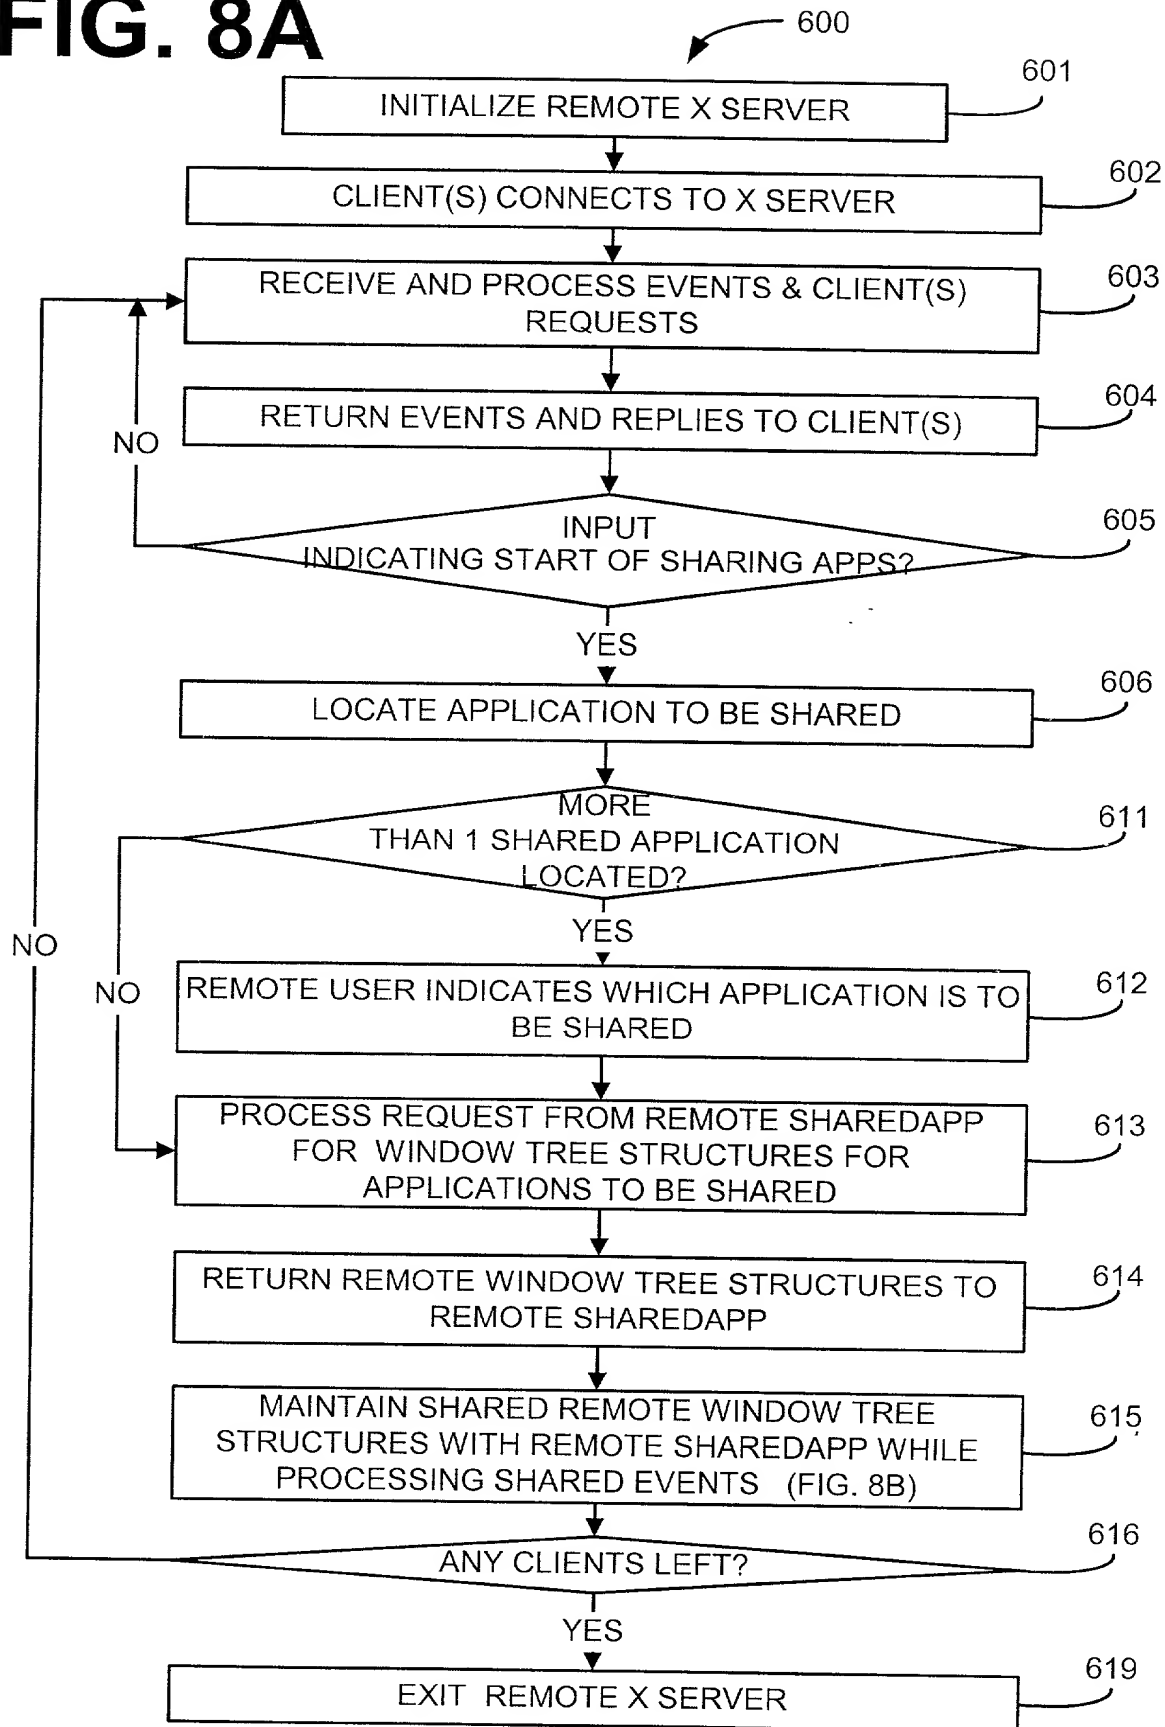 FIG. 8A
600
601
INITIALIZE REMOTE X SERVER
602
CLIENT(S) CONNECTS TO X SERVER
603
RECEIVE AND PROCESS EVENTS & CLIENT(S)
REQUESTS
604
RETURN EVENTS AND REPLIES TO CLIENT(S)
NO
605
INPUT
INDICATING START OF SHARING APPS?
YES
606
LOCATE APPLICATION TO BE SHARED
611
MORE
THAN 1 SHARED APPLICATION
LOCATED?
YES
NO
NO
612
REMOTE USER INDICATES WHICH APPLICATION IS TO
BE SHARED
613
PROCESS REQUEST FROM REMOTE SHAREDAPP
FOR WINDOW TREE STRUCTURES FOR
APPLICATIONS TO BE SHARED
614
RETURN REMOTE WINDOW TREE STRUCTURES TO
REMOTE SHAREDAPP
615
MAINTAIN SHARED REMOTE WINDOW TREE
STRUCTURES WITH REMOTE SHAREDAPP WHILE
PROCESSING SHARED EVENTS (FIG. 8B)
616
ANY CLIENTS LEFT?
YES
619
EXIT REMOTE X SERVER